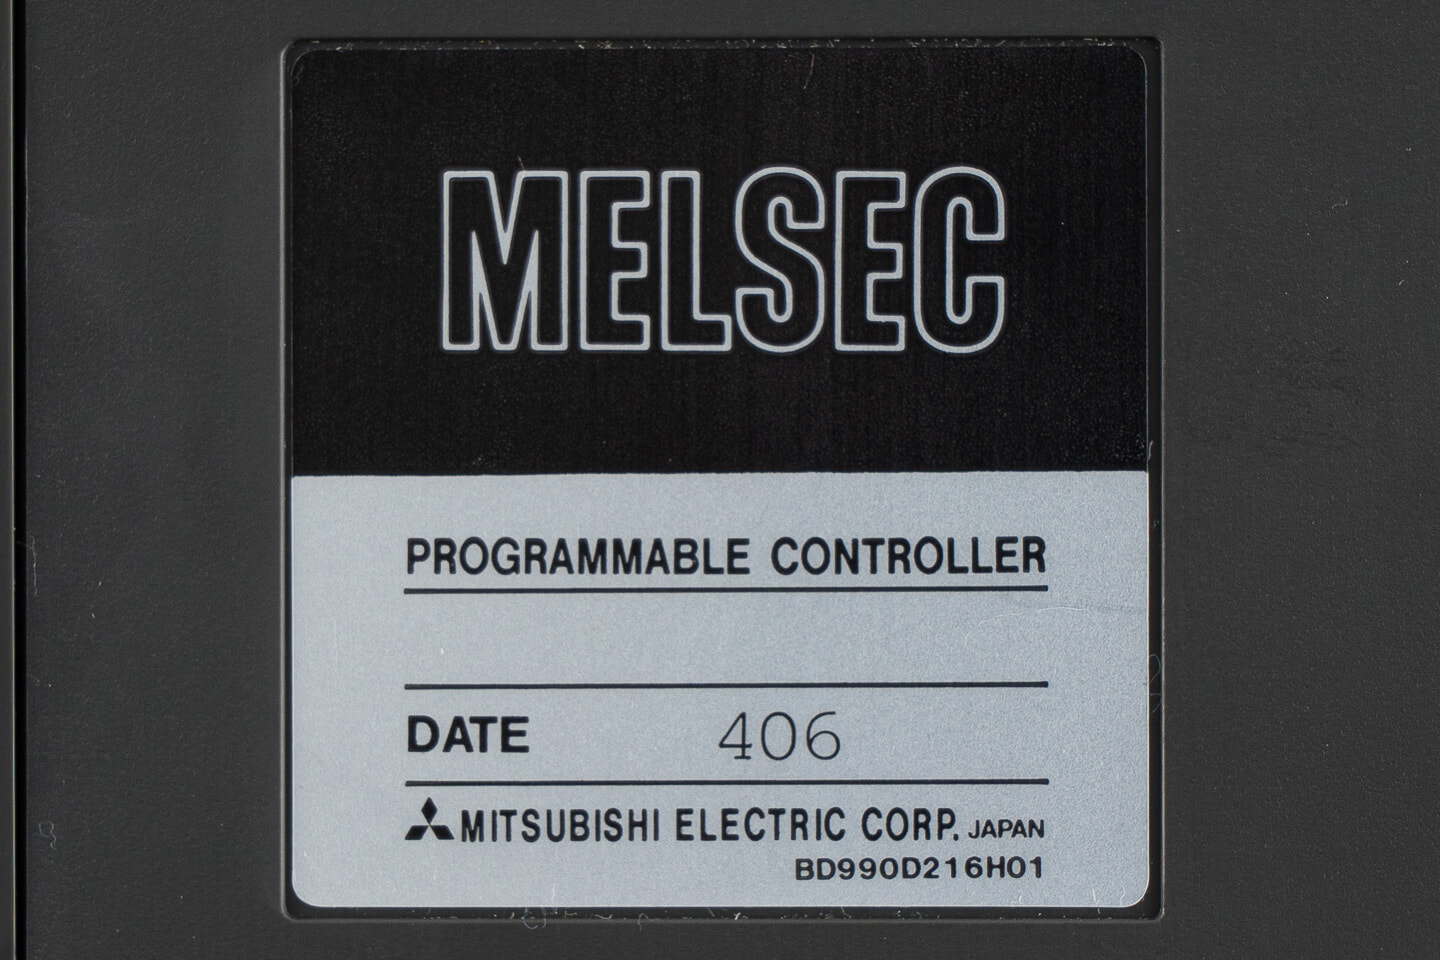 MELSEC
PROGRAMMABLE CONTROLLER
DATE 406
MITSUBISHI ELECTRIC CORP. JAPAN
BD990D216H01